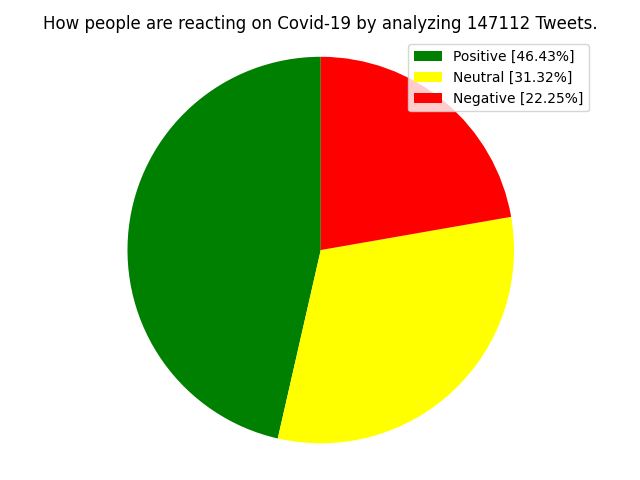 How people are reacting on Covid-19 by analyzing 147112 Tweets.
Positive [46.43%]
Neutral [31.32%]
Negative [22.25%]